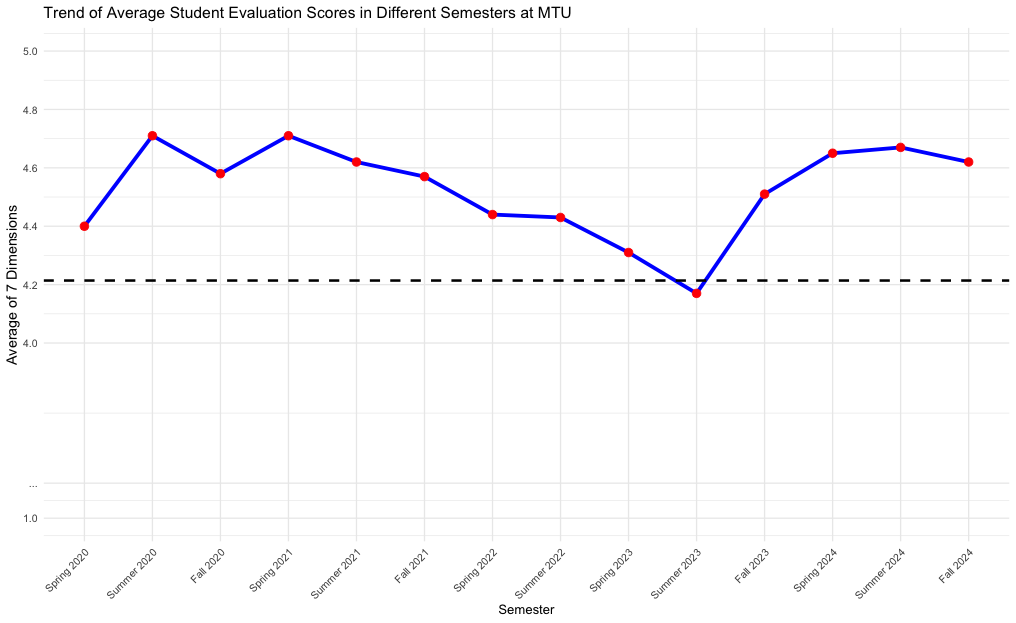 Trend of Average Student Evaluation Scores in Different Semesters at MTU
Average of 7 Dimensions
5.0
4.8
4.6
4.4
4.2
4.0
...
1.0
Spring 2020
Summer 2020
Fall 2020
Spring 2021
Summer 2021
Fall 2021
Spring 2022
Summer 2022
Spring 2023
Summer 2023
Fall 2023
Spring 2024
Summer 2024
Fall 2024
Semester